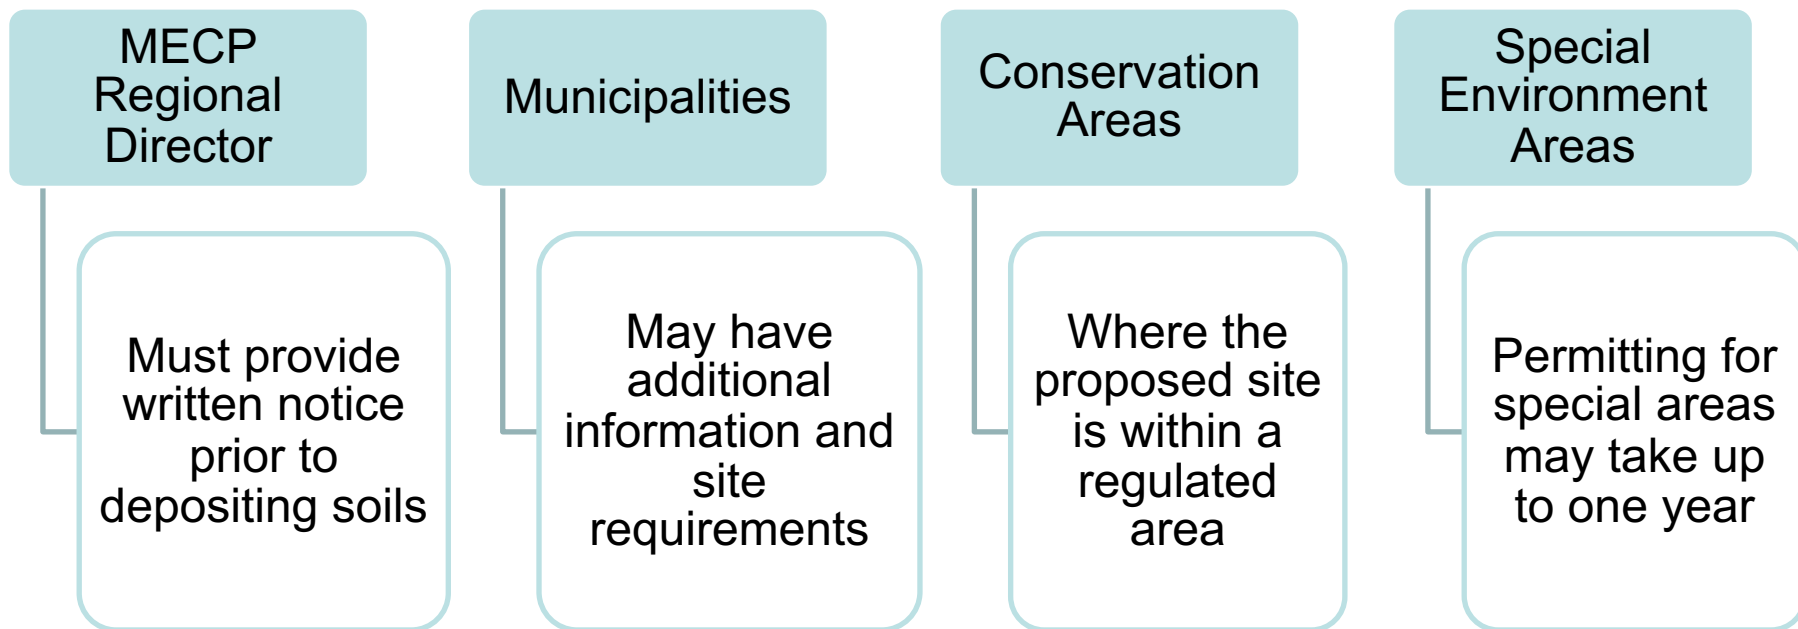 MECP
Regional
Director
Must provide
written notice
prior to
depositing soils
Municipalities
May have
additional
information and
site
requirements
Conservation
Areas
Where the
proposed site
is within a
regulated
area
Special
Environment
Areas
Permitting for
special areas
may take up
to one year